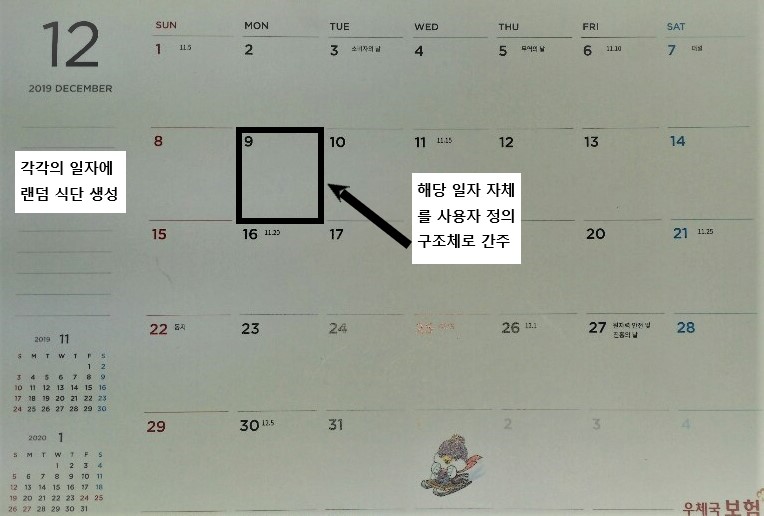 12
2019 DECEMBER
SUN MON TUE WED THU FRI SAT
1 11.5 2 3 소비자의 날 4 5 무역의 날 6 11.10 7 대설
8 9 10 11 11.15 12 13 14
각각의 일자에
랜덤 식단 생성
해당 일자 자체
를 사용자 정의
구조체로 간주
15 16 11.20 17 20 21 11.25
22 동지 23 24 26 12.1 27 원자력 안전 및
진흥의 날 28
29 30 12.5 31 2 3 4
2019 11
S M T W T F S
1 2
3 4 5 6 7 8 9
10 11 12 13 14 15 16
17 18 19 20 21 22 23
24 25 26 27 28 29 30
2020 1
S M T W T F S
1 2 3 4
5 6 7 8 9 10 11
12 13 14 15 16 17 18
19 20 21 22 23 24 25
26 27 28 29 30 31
우체국 보험